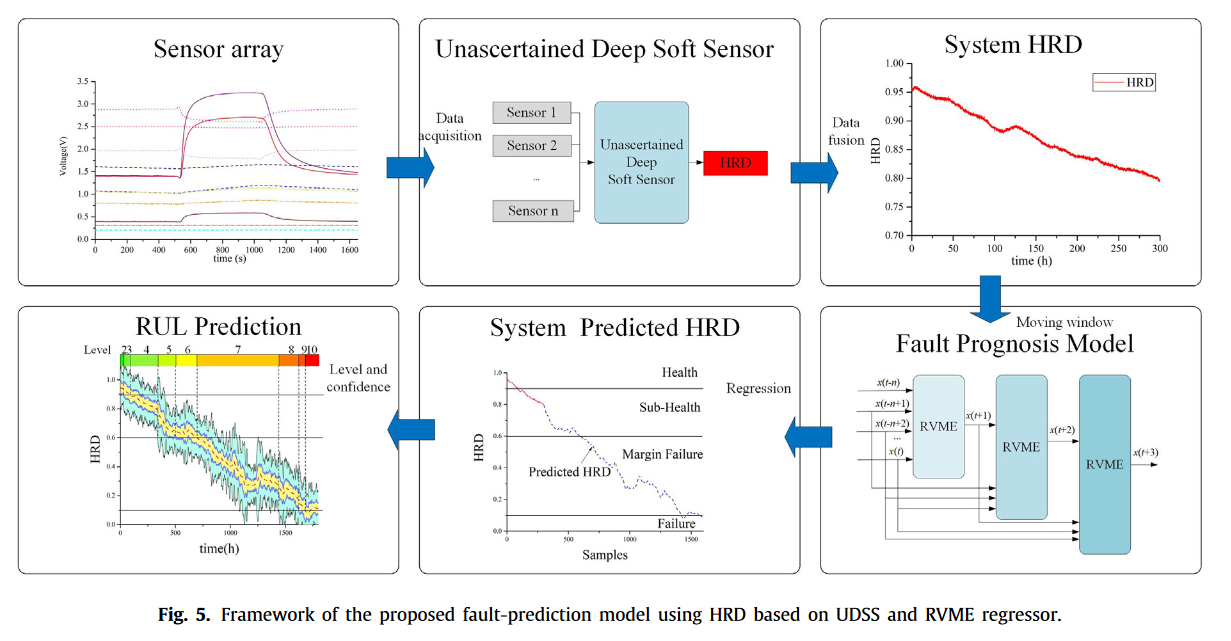 Sensor array
3.5
3.0
2.5
2.0
1.5
1.0
0.5
0.0
Voltage(V)
0 200 400 600 800 1000 1200 1400 1600
time (s)
Data
acquisition
Unascertained Deep Soft Sensor
Sensor 1
Sensor 2
...
Sensor n
Unascertained
Deep
Soft Sensor
HRD
Data
fusion
System HRD
HRD
1.00
0.95
0.90
0.85
0.80
0.75
0.70
HRD
0 50 100 150 200 250 300
time (h)
Moving window
Fault Prognosis Model
x(t-n)
x(t-n+1)
x(t-n+2)
...
x(t)
RVME
x(t+1)
RVME
x(t+2)
RVME
x(t+3)
Regression
System Predicted HRD
1.0
0.8
0.6
0.4
0.2
0.0
HRD
Health
Sub-Health
Margin Failure
Predicted HRD
Failure
0 500 1000 1500
Samples
Level and
confidence
RUL Prediction
Level 23 4 5 6 7 8 910
1.0
0.8
0.6
0.4
0.2
0.0
HRD
0 500 1000 1500
time(h)
Fig. 5. Framework of the proposed fault-prediction model using HRD based on UDSS and RVME regressor.